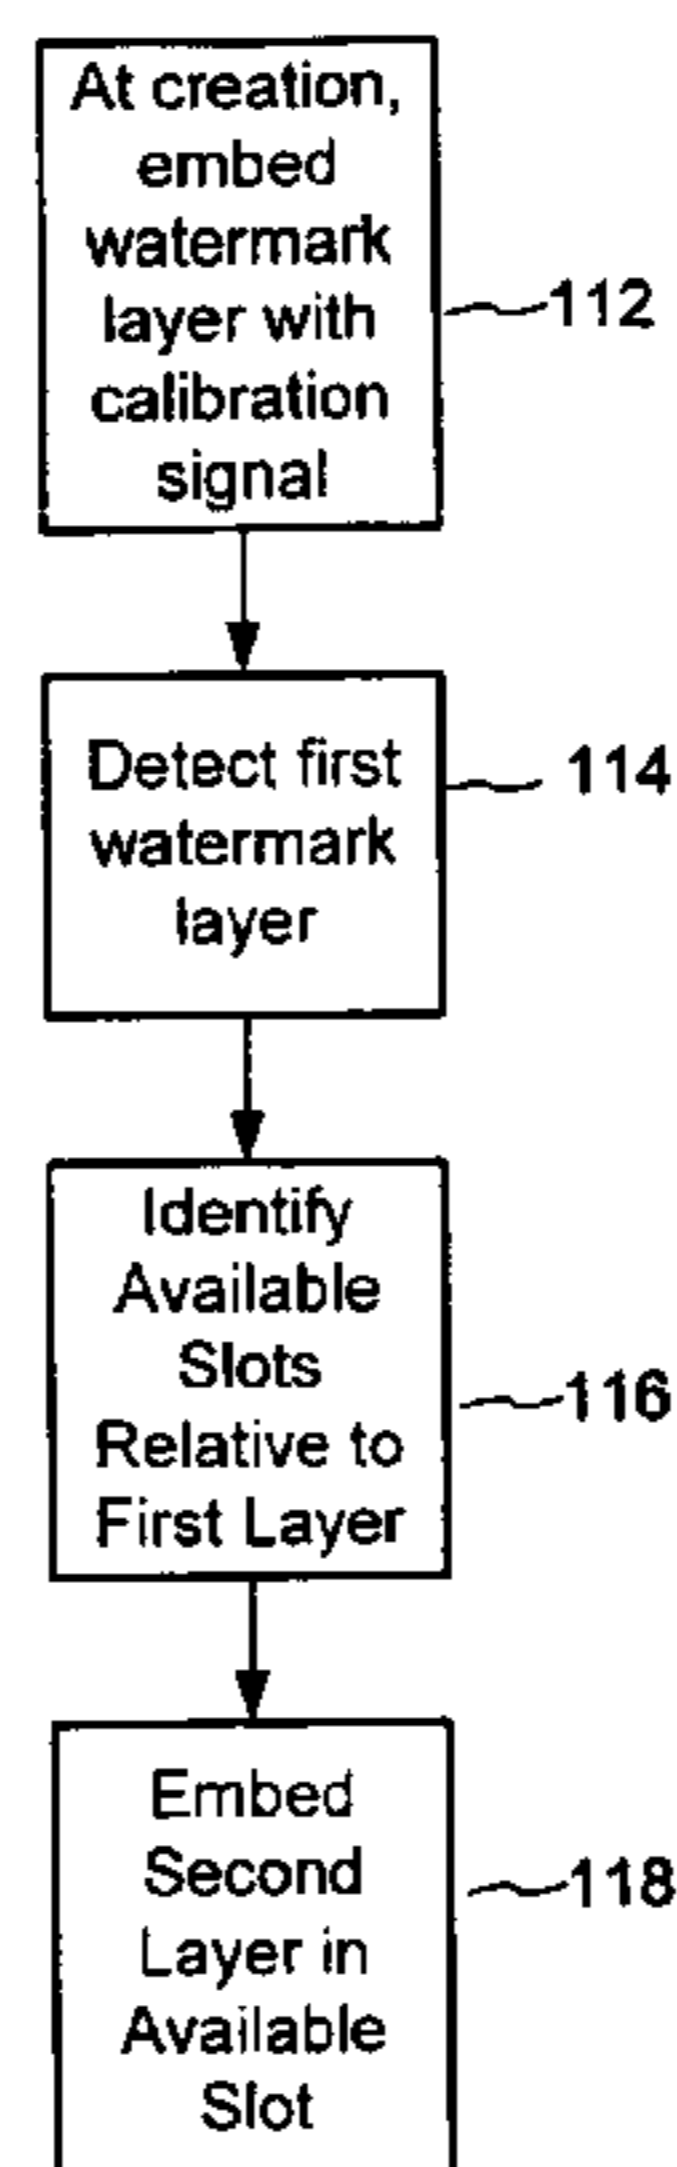 At creation,
embed
watermark
layer with
calibration
signal
112
Detect first
watermark
layer
114
Identify
Available
Slots
Relative to
First Layer
116
Embed
Second
Layer in
Available
Slot
118